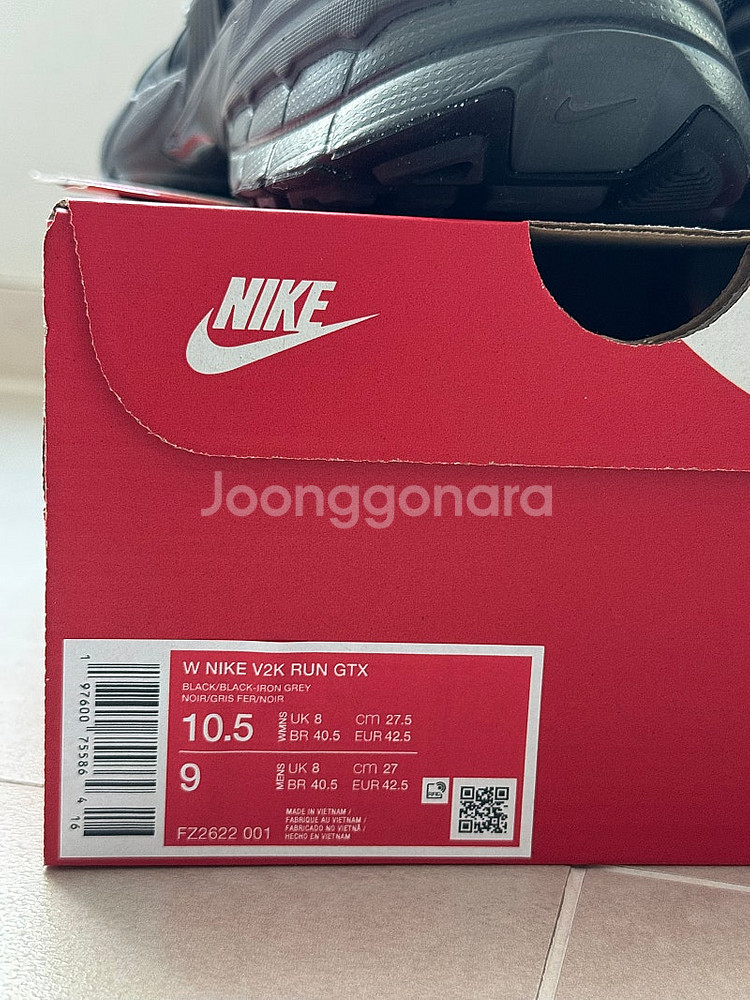 NIKE
Joonggonara
W NIKE V2K RUN GTX
BLACK/BLACK-IRON GREY
NOIR/GRIS FER/NOIR
10.5 WMNS UK 8 cm 27.5
BR 40.5 EUR 42.5
9 MENS UK 8 cm 27
BR 40.5 EUR 42.5
RFID
MADE IN VIETNAM /
FABRIQUE AU VIETNAM /
FABRICADO NO VIETNÃ /
HECHO EN VIETNAM
FZ2622 001
1 97600 75586 4 16